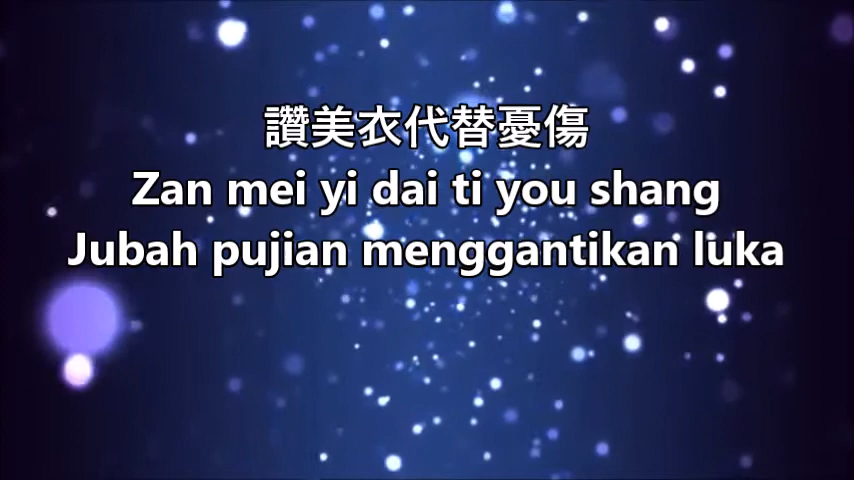 讚美衣代替憂傷
Zan mei yi dai ti you shang
Jubah pujian menggantikan luka